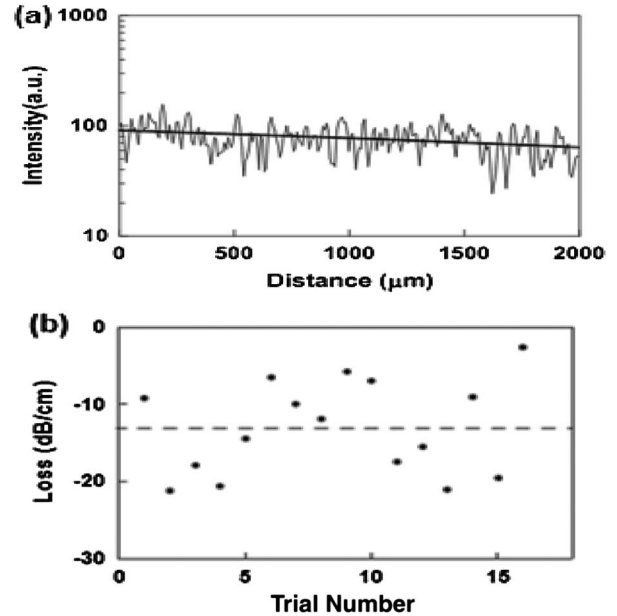 (a)
1000
100
10
Intensity(a.u.)
0 500 1000 1500 2000
Distance (μm)
(b)
0
-10
-20
-30
Loss (dB/cm)
0 5 10 15
Trial Number